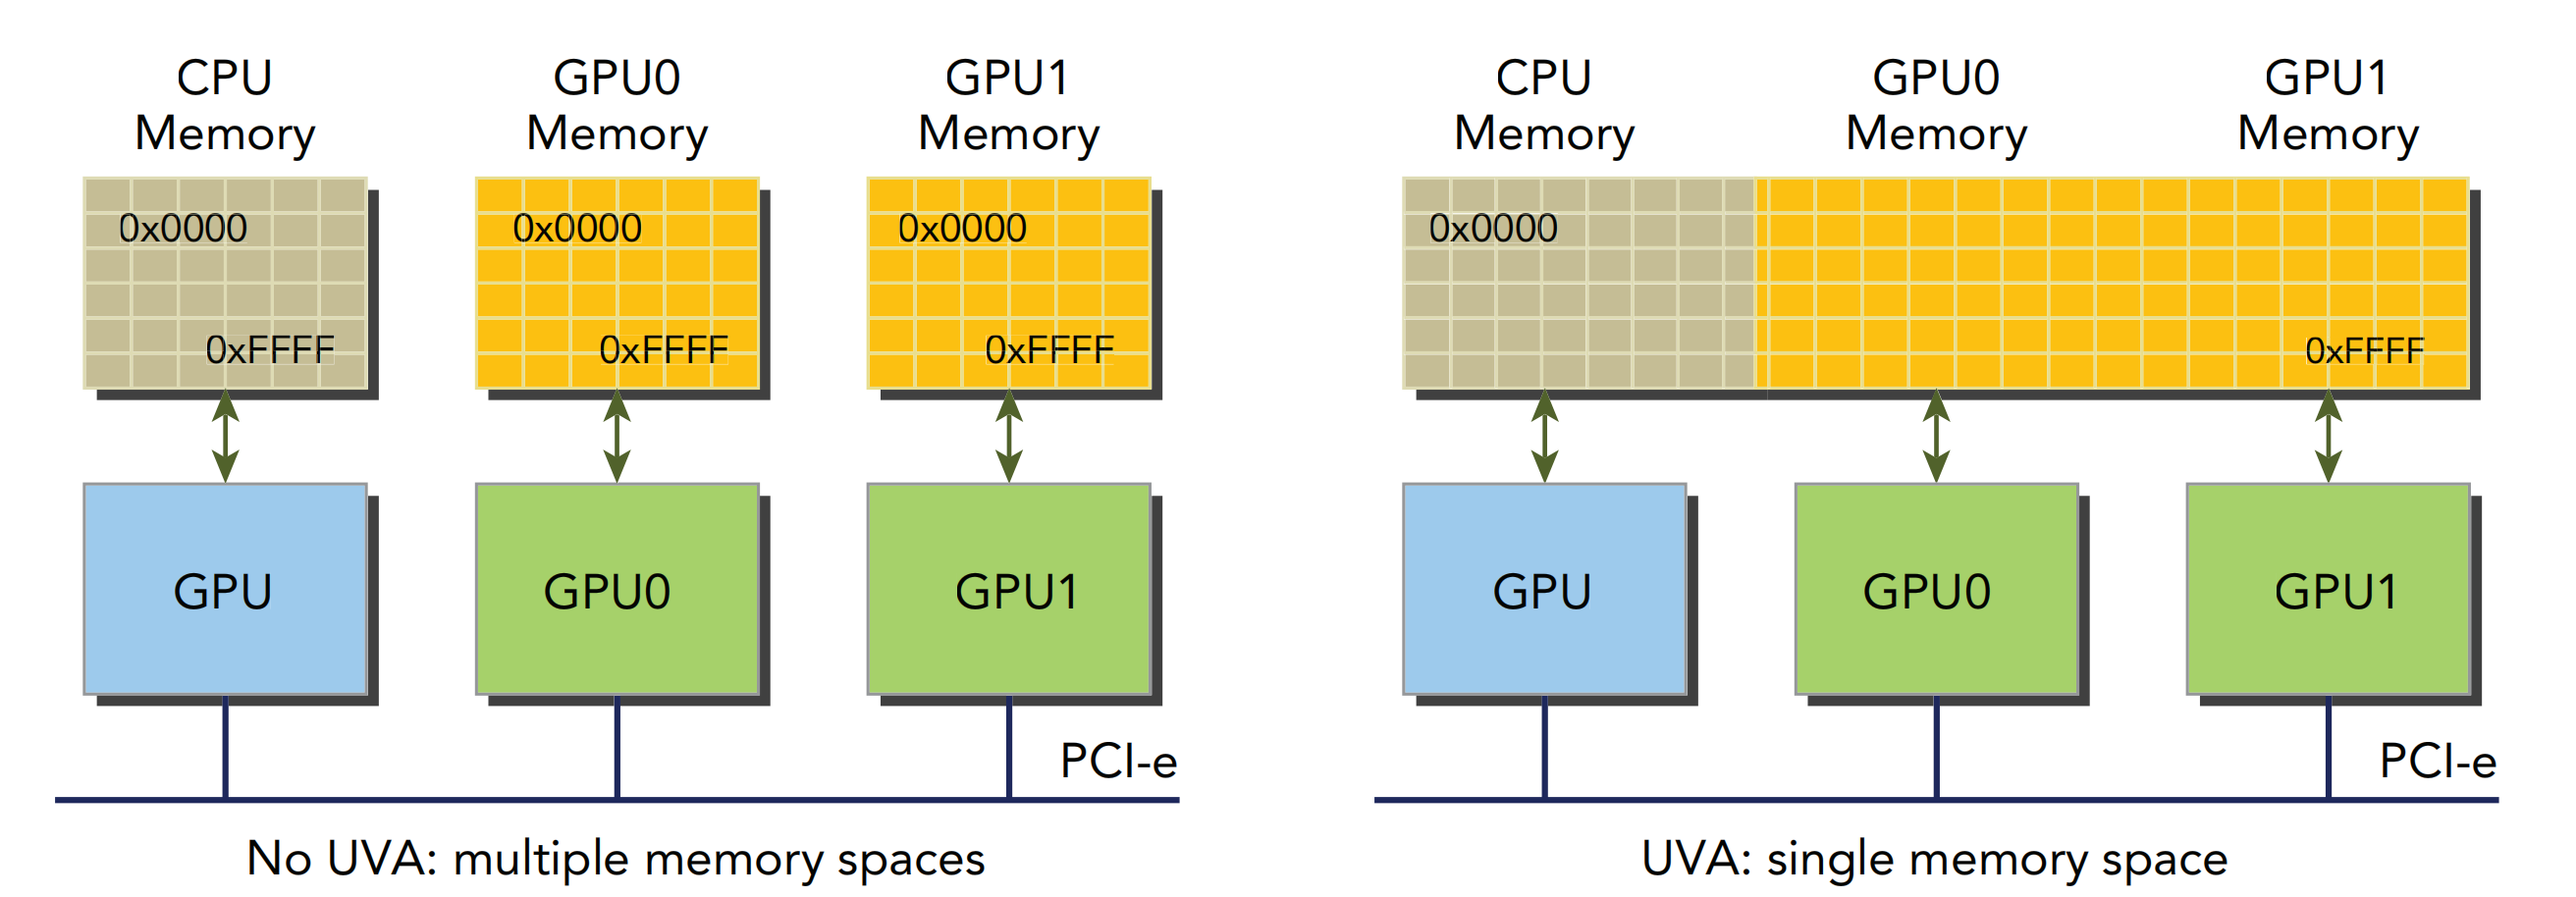 CPU
Memory
GPU0
Memory
GPU1
Memory
0x0000
0xFFFF
0x0000
0xFFFF
0x0000
0xFFFF
GPU
GPU0
GPU1
PCI-e
No UVA: multiple memory spaces
CPU
Memory
GPU0
Memory
GPU1
Memory
0x0000
0xFFFF
GPU
GPU0
GPU1
PCI-e
UVA: single memory space